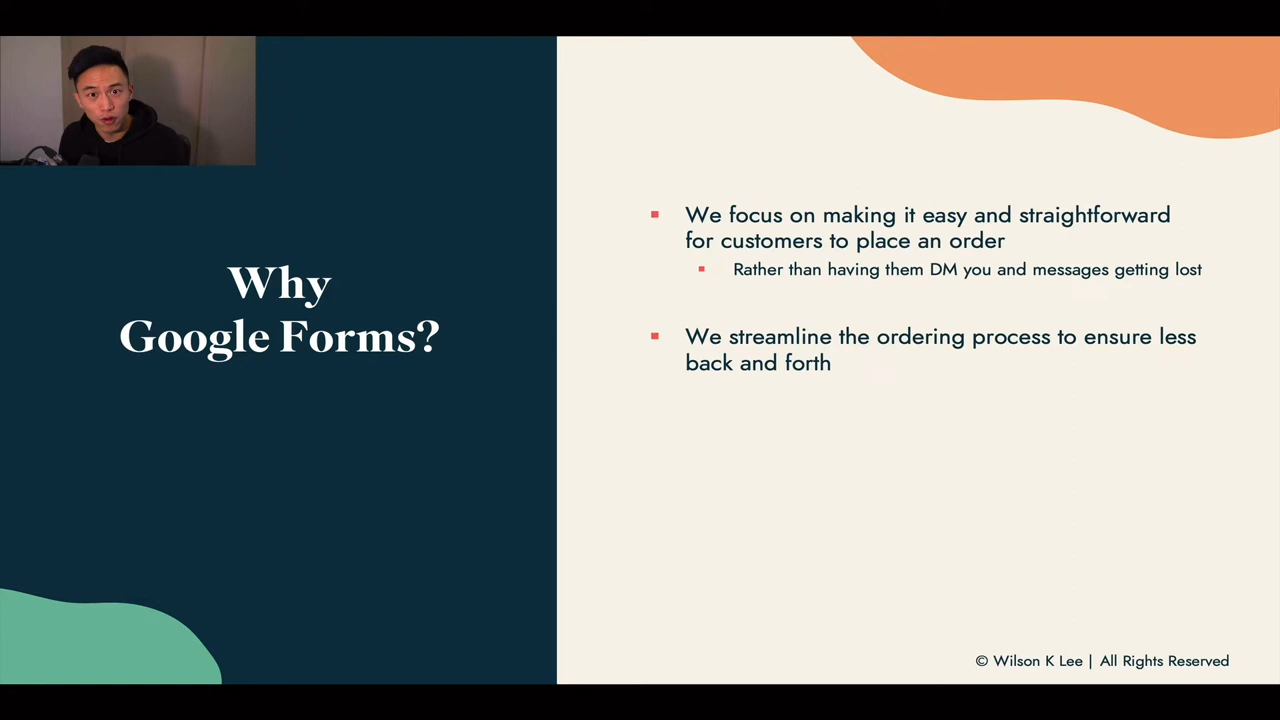 Why
Google Forms?
We focus on making it easy and straightforward
for customers to place an order
Rather than having them DM you and messages getting lost
We streamline the ordering process to ensure less
back and forth
© Wilson K Lee | All Rights Reserved